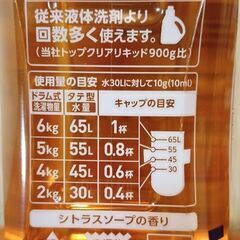 従来液体洗剤より
回数多く使えます。
(当社トップクリアリキッド900g比)
使用量の目安 水30Lに対して10g(10ml)
ドラム式 洗濯物量 タテ型 水量 キャップの目安
6kg 65L 1杯
5kg 55L 0.8杯
4kg 45L 0.6杯
2kg 30L 0.4杯
65L
55
45
30
シトラスソープの香り